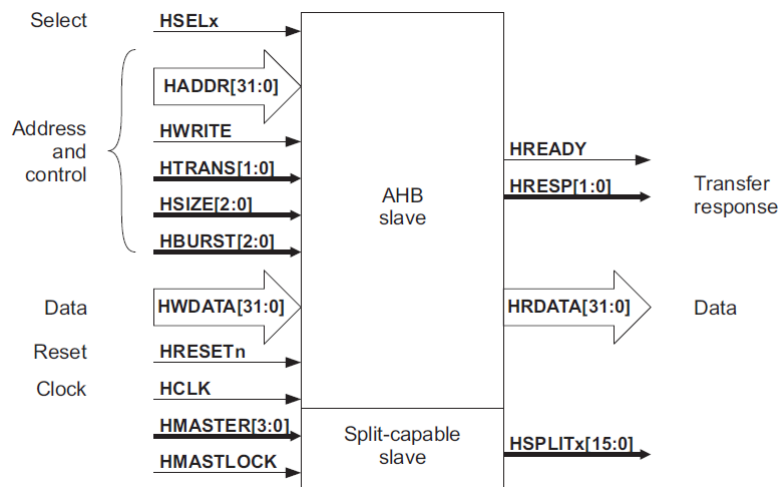 Select
HSELx
HADDR[31:0]
Address
and
control
HWRITE
HTRANS[1:0]
HSIZE[2:0]
HBURST[2:0]
Data
HWDATA[31:0]
Reset
HRESETn
Clock
HCLK
HMASTER[3:0]
HMASTLOCK
AHB
slave
Split-capable
slave
HREADY
HRESP[1:0]
Transfer
response
HRDATA[31:0]
Data
HSPLITx[15:0]